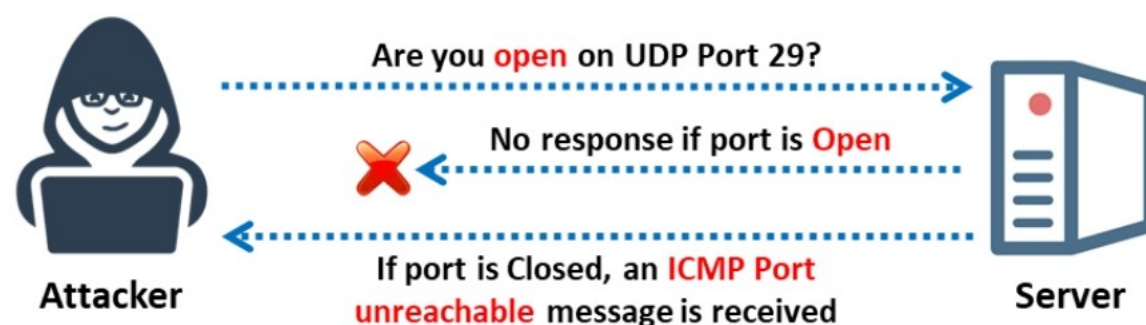 Are you open on UDP Port 29?
No response if port is Open
If port is Closed, an ICMP Port
unreachable message is received
Attacker
Server